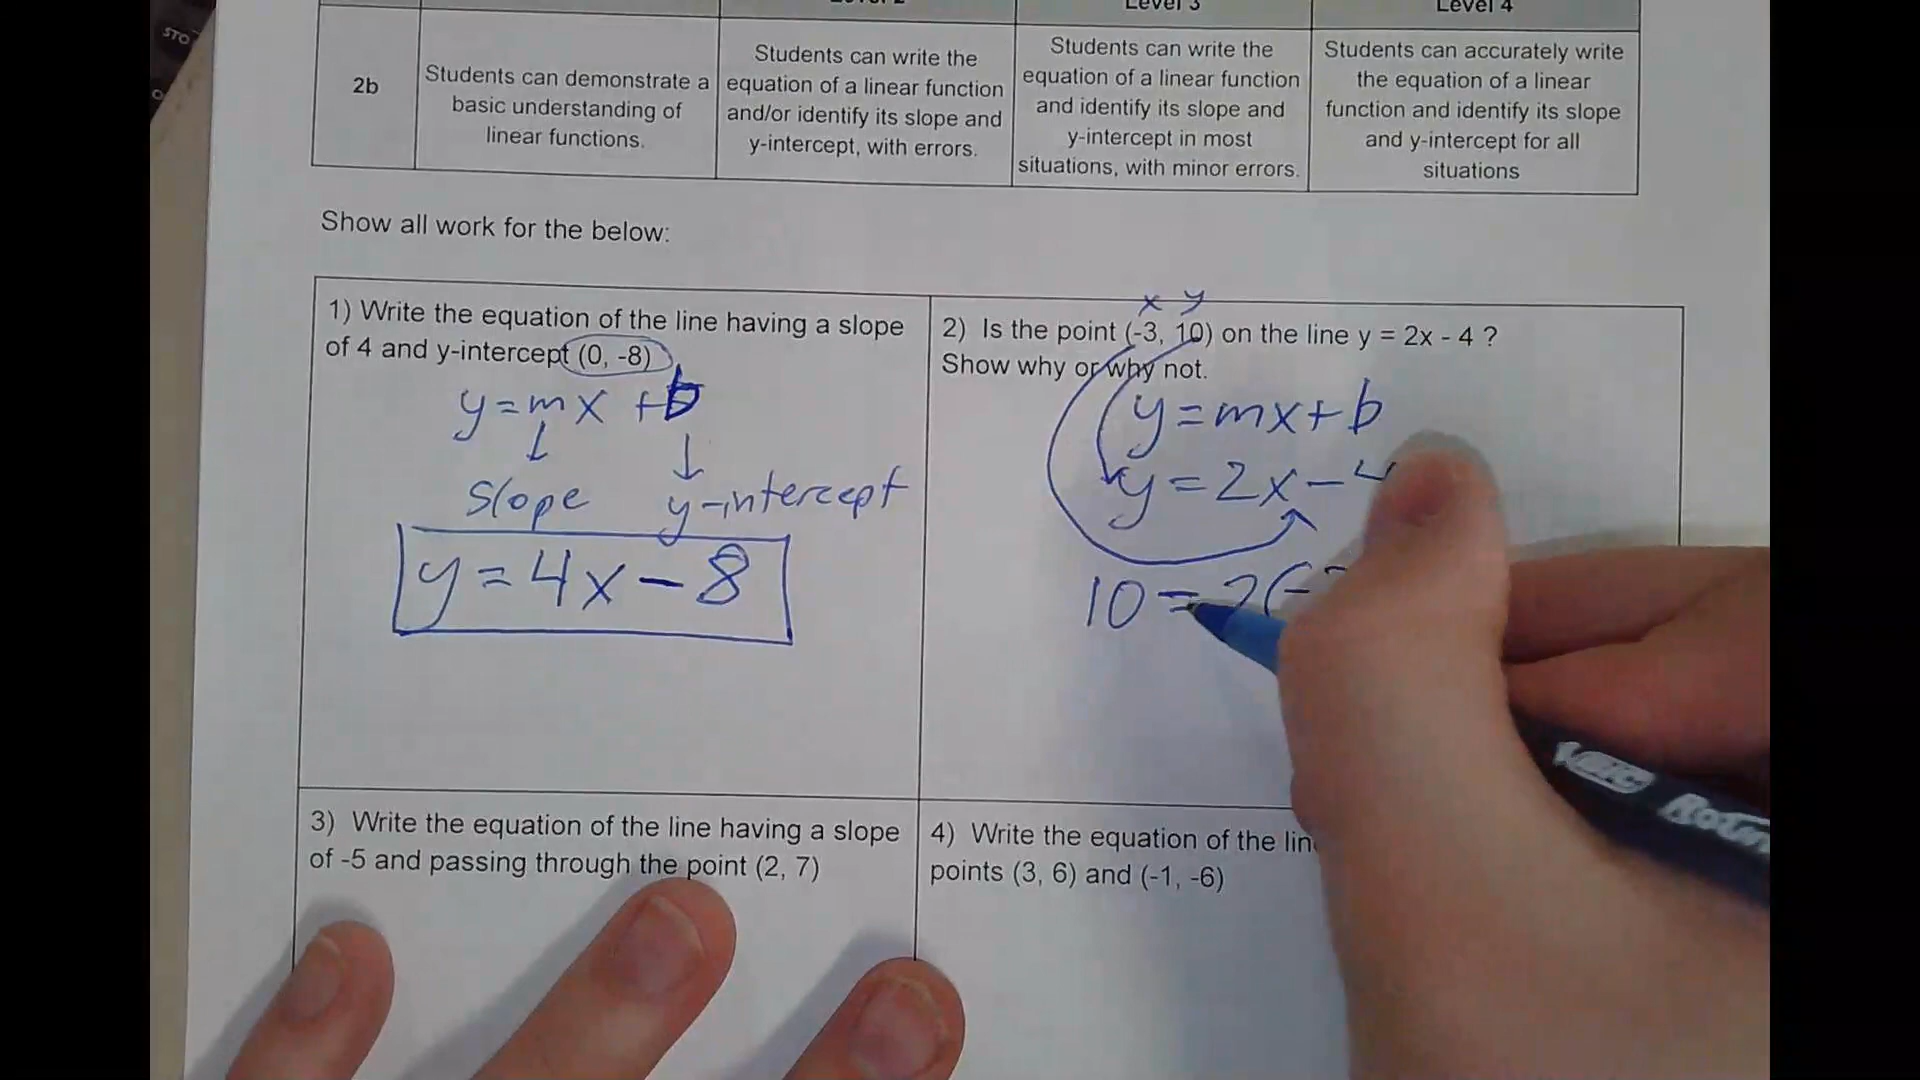 STO
Level 3
Level 4
2b
Students can demonstrate a
basic understanding of
linear functions.
Students can write the
equation of a linear function
and/or identify its slope and
y-intercept, with errors.
Students can write the
equation of a linear function
and identify its slope and
y-intercept in most
situations, with minor errors.
Students can accurately write
the equation of a linear
function and identify its slope
and y-intercept for all
situations
Show all work for the below:
1) Write the equation of the line having a slope
of 4 and y-intercept (0, -8)
y = mx + b
slope
y-intercept
y = 4x - 8
x y
2) Is the point (-3, 10) on the line y = 2x - 4 ?
Show why or why not.
y = mx + b
y = 2x - 4
10 = 2(-
3) Write the equation of the line having a slope
of -5 and passing through the point (2, 7)
4) Write the equation of the
points (3, 6) and (-1, -6)
BIC